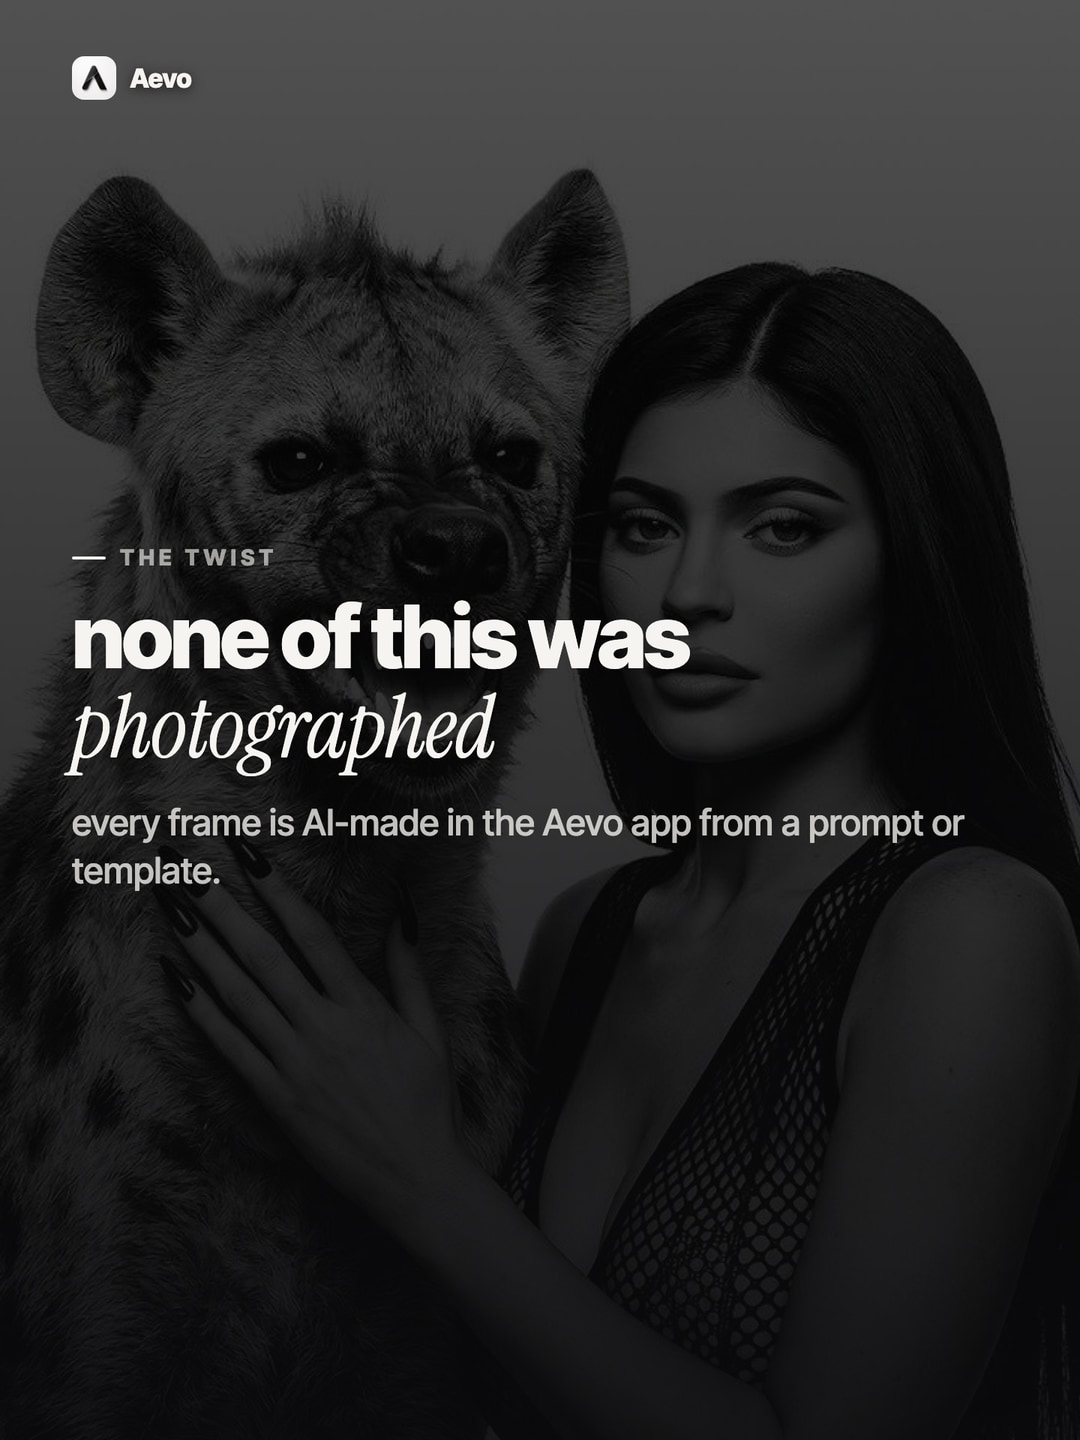 Aevo
— THE TWIST
none of this was
photographed
every frame is AI-made in the Aevo app from a prompt or
template.